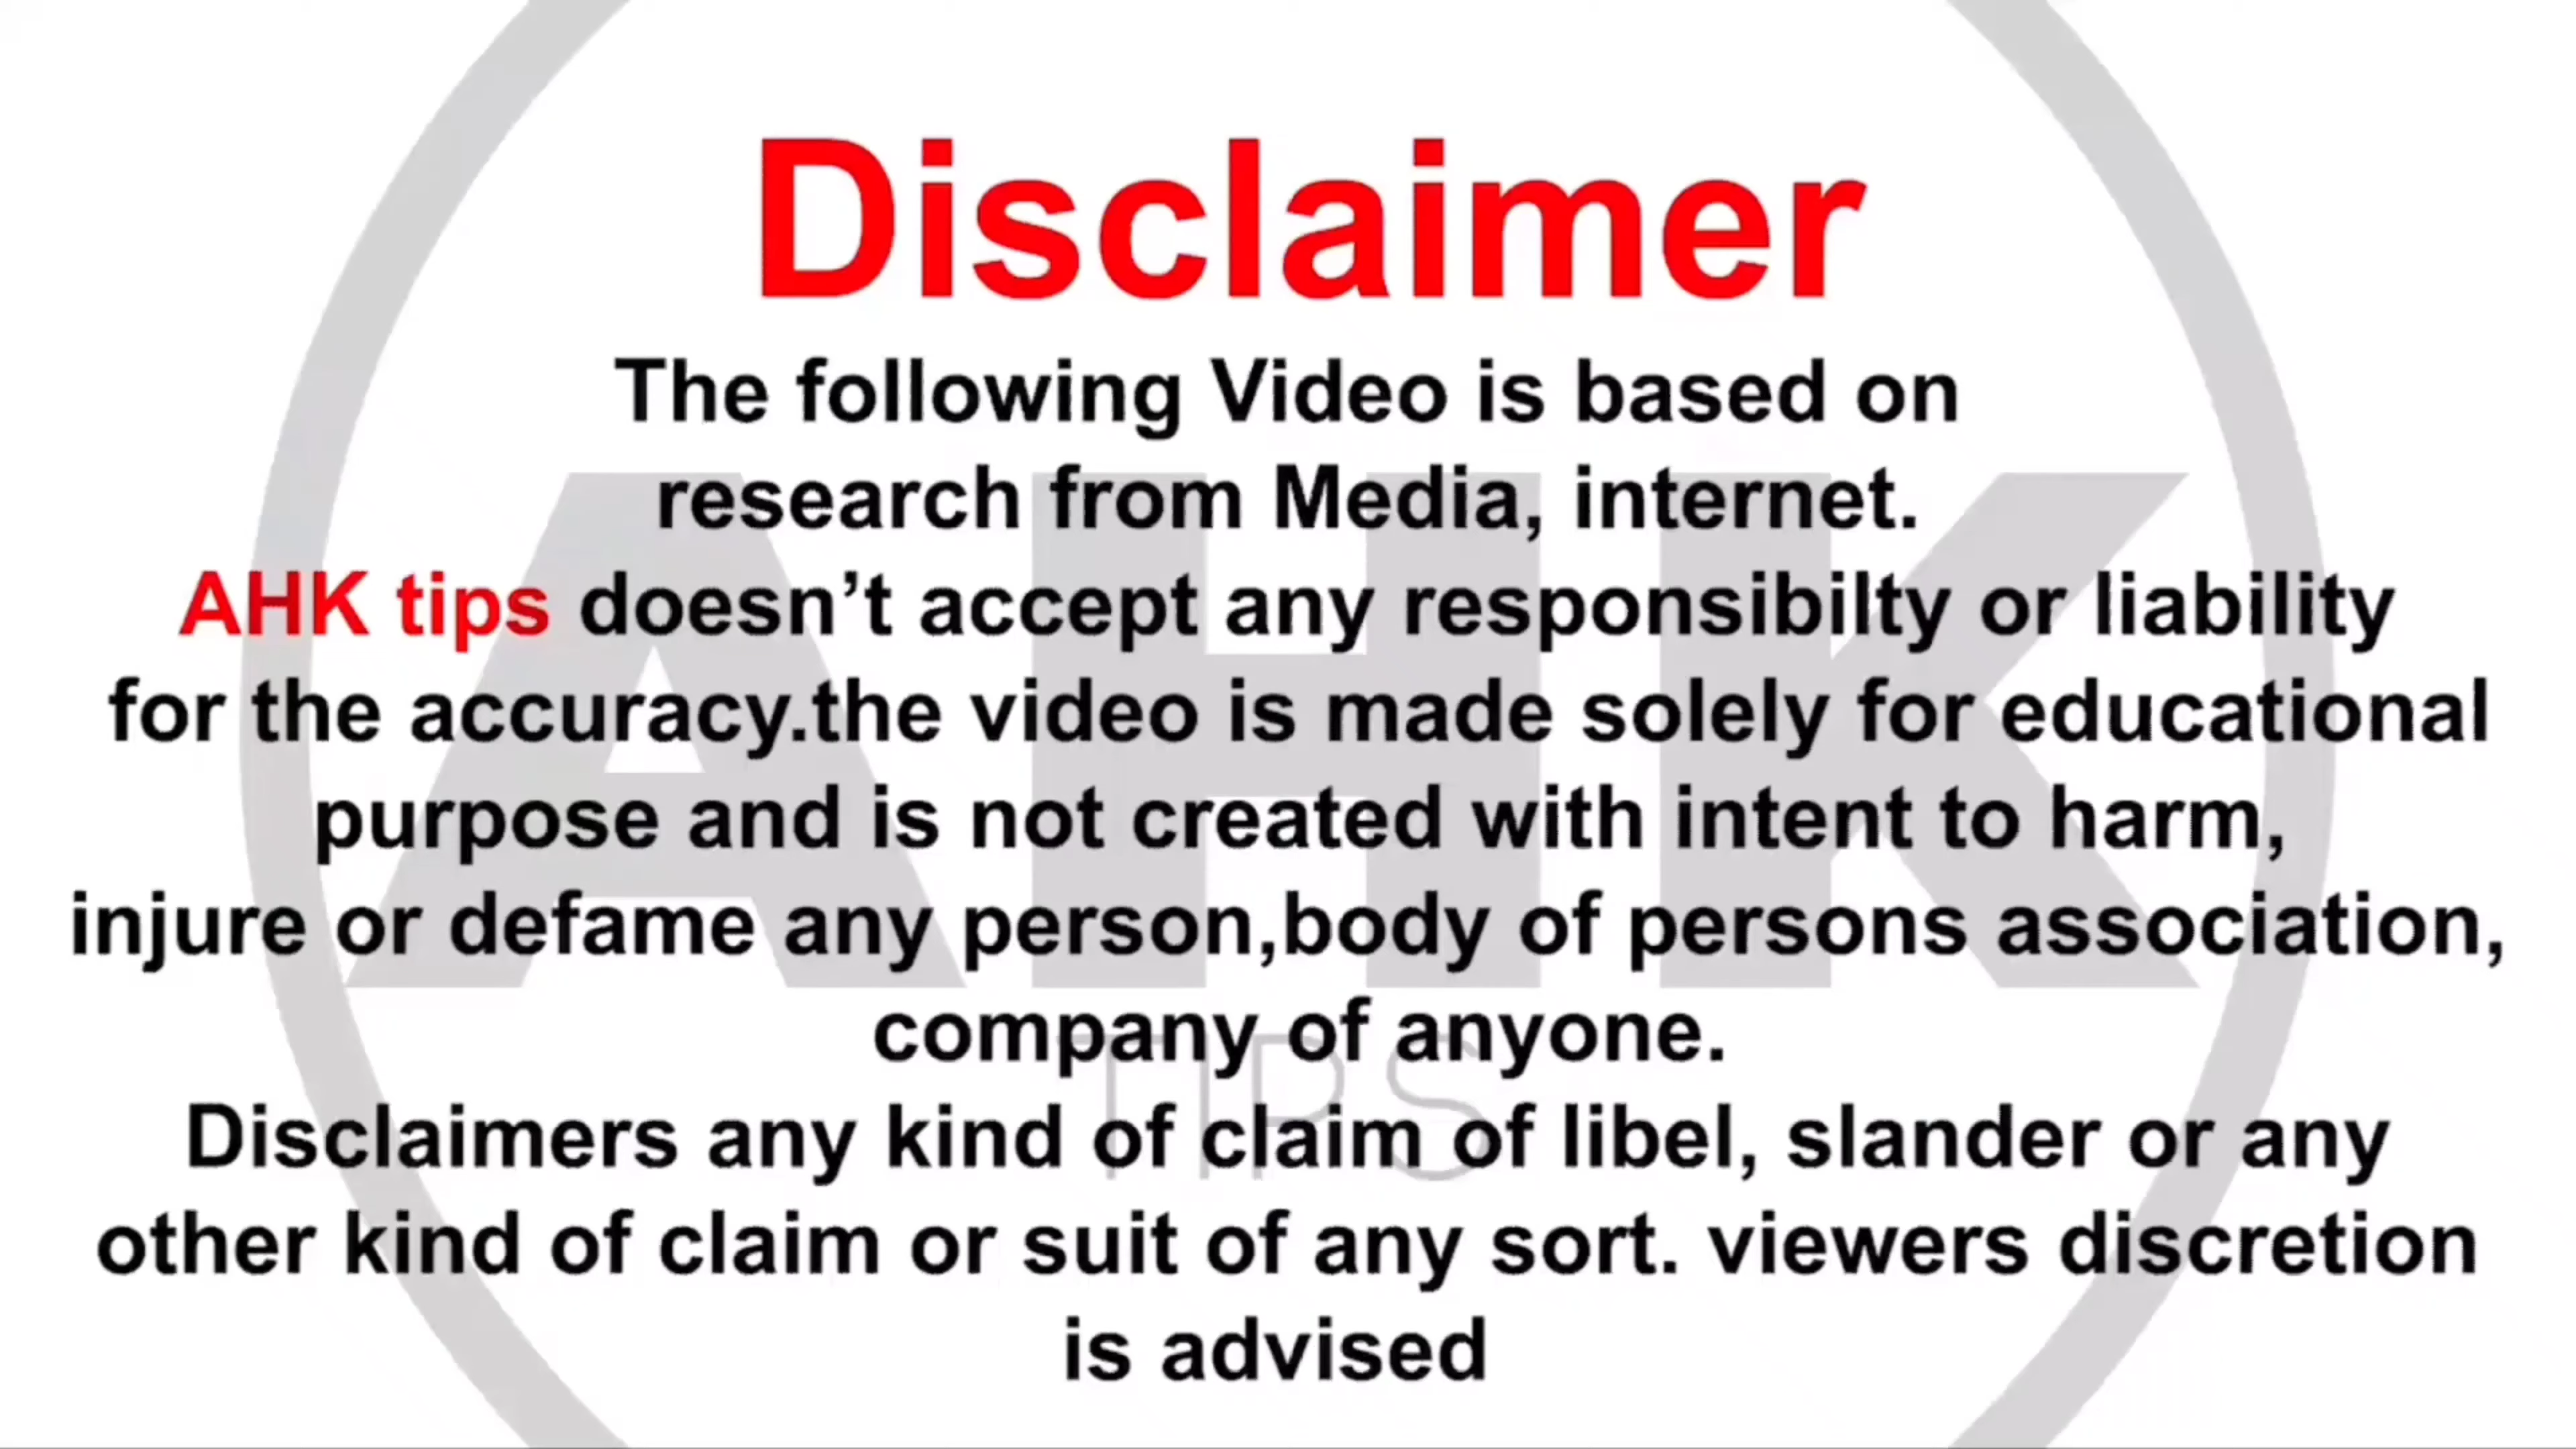 Disclaimer
The following Video is based on
research from Media, internet.
AHK tips doesn’t accept any responsibilty or liability
for the accuracy.the video is made solely for educational
purpose and is not created with intent to harm,
injure or defame any person,body of persons association,
company of anyone.
Disclaimers any kind of claim of libel, slander or any
other kind of claim or suit of any sort. viewers discretion
is advised
AHK
TIPS